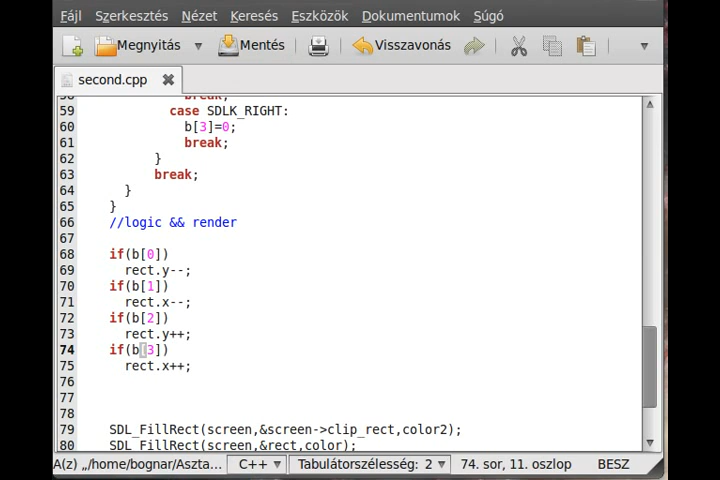 Fájl Szerkesztés Nézet Keresés Eszközök Dokumentumok Súgó
Megnyitás Mentés Visszavonás
second.cpp
58 break;
59 case SDLK_RIGHT:
60 b[3]=0;
61 break;
62 }
63 break;
64 }
65 }
66 //logic && render
67
68 if(b[0])
69 rect.y--;
70 if(b[1])
71 rect.x--;
72 if(b[2])
73 rect.y++;
74 if(b[3])
75 rect.x++;
76
77
78
79 SDL_FillRect(screen,&screen->clip_rect,color2);
80 SDL_FillRect(screen,&rect,color);
A(z) „/home/bognar/Aszta… C++ Tabulátorszélesség: 2 74. sor, 11. oszlop BESZ